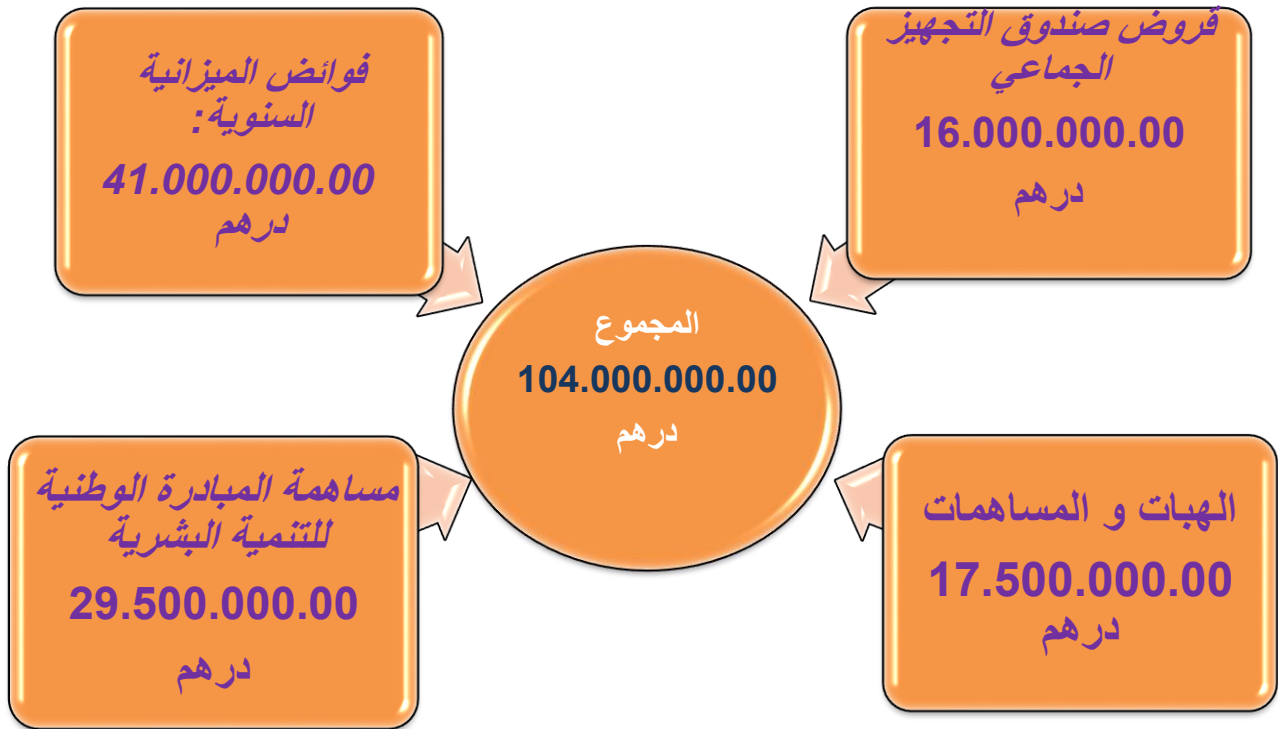 قروض صندوق التجهيز
الجماعي
16.000.000.00
درهم
فوائض الميزانية
السنوية:
41.000.000.00
درهم
المجموع
104.000.000.00
درهم
الهبات و المساهمات
17.500.000.00
درهم
مساهمة المبادرة الوطنية
للتنمية البشرية
29.500.000.00
درهم